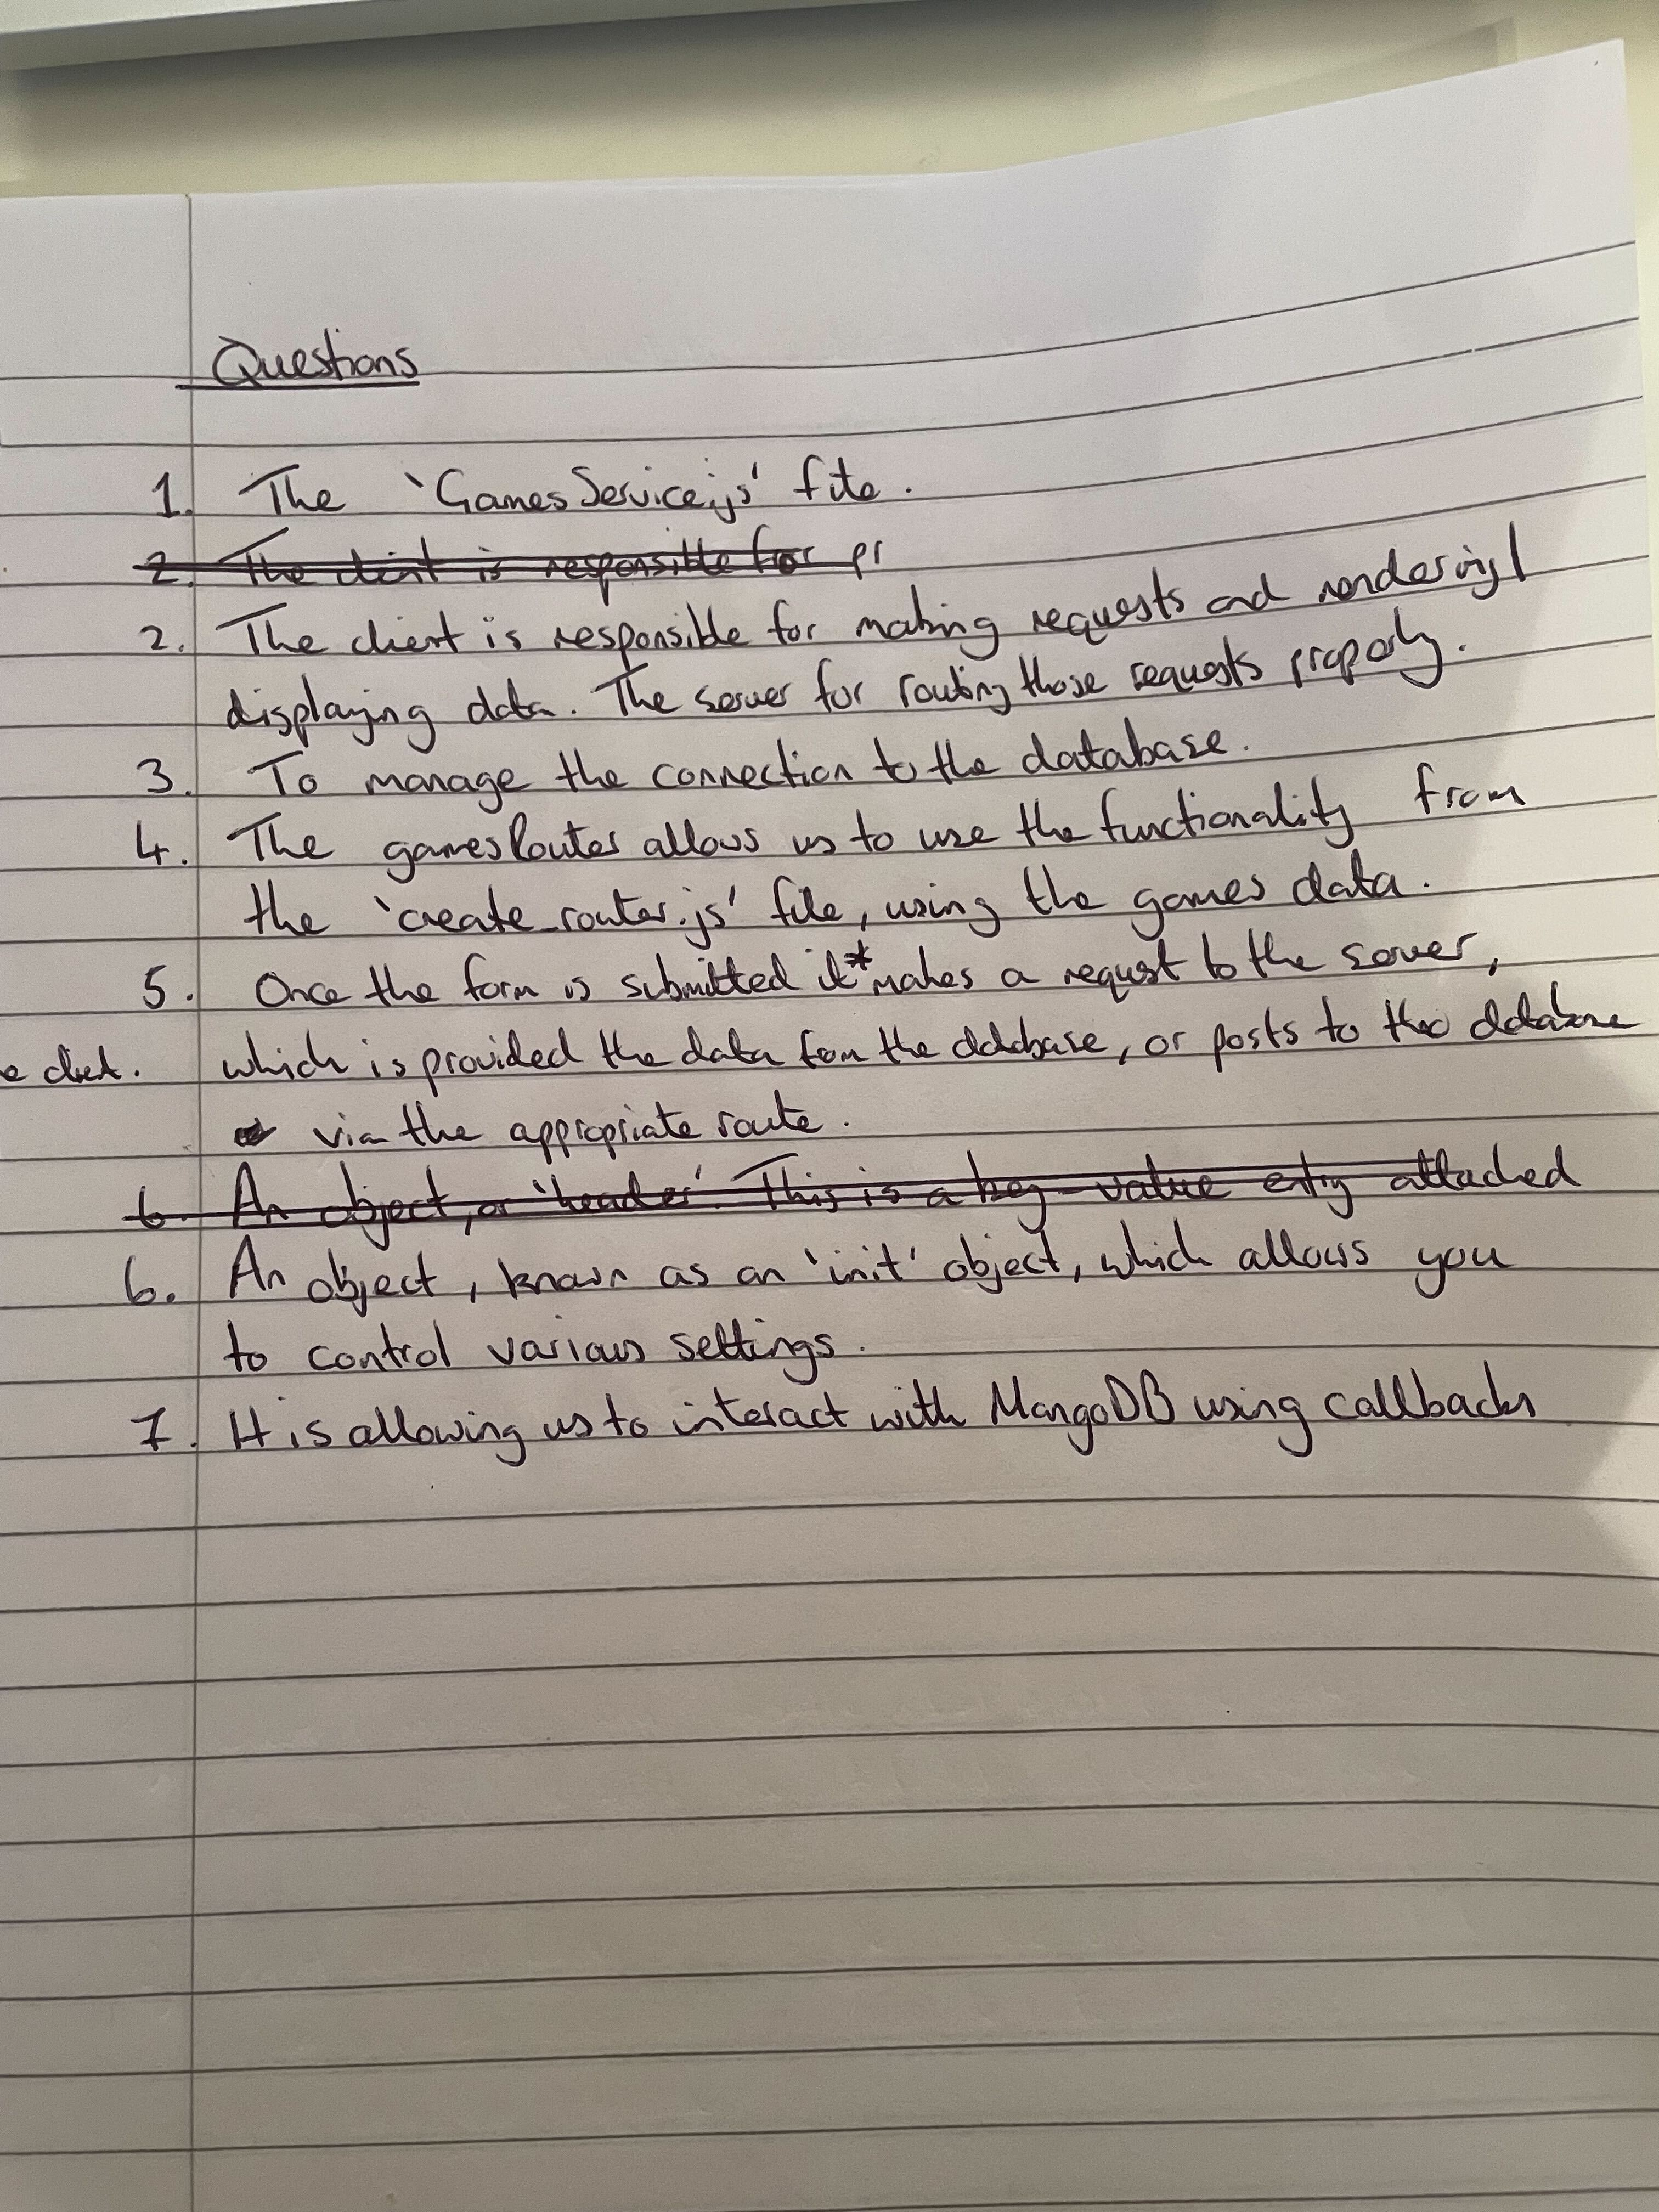 Questions
1. The 'GamesService.js' file.
2. The client is responsible for pr
2. The client is responsible for making requests and rendering/
displaying data. The server for routing those requests properly.
3. To manage the connection to the database.
4. The gamesRouter allows us to use the functionality from
the 'create_router.js' file, using the games data.
5. Once the form is submitted it* makes a request to the server,
which is provided the data from the database, or posts to the database
via the appropriate route.
6. An object, or 'header'. This is a key-value entry attached
6. An object, known as an 'init' object, which allows you
to control various settings.
7. It is allowing us to interact with MongoDB using callbacks